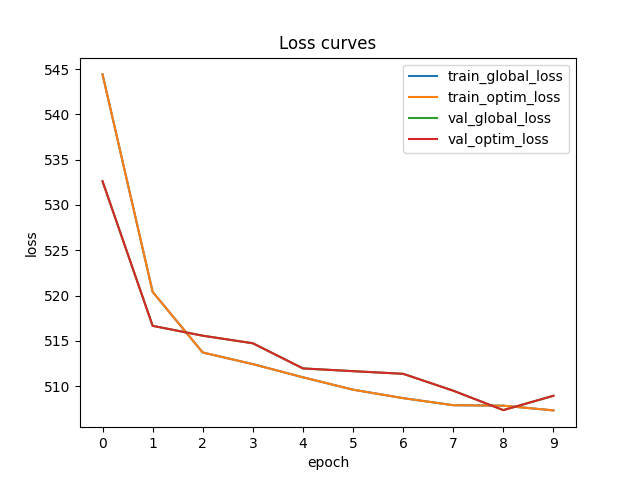 Loss curves
train_global_loss
train_optim_loss
val_global_loss
val_optim_loss
545
540
535
530
525
520
515
510
loss
0 1 2 3 4 5 6 7 8 9
epoch